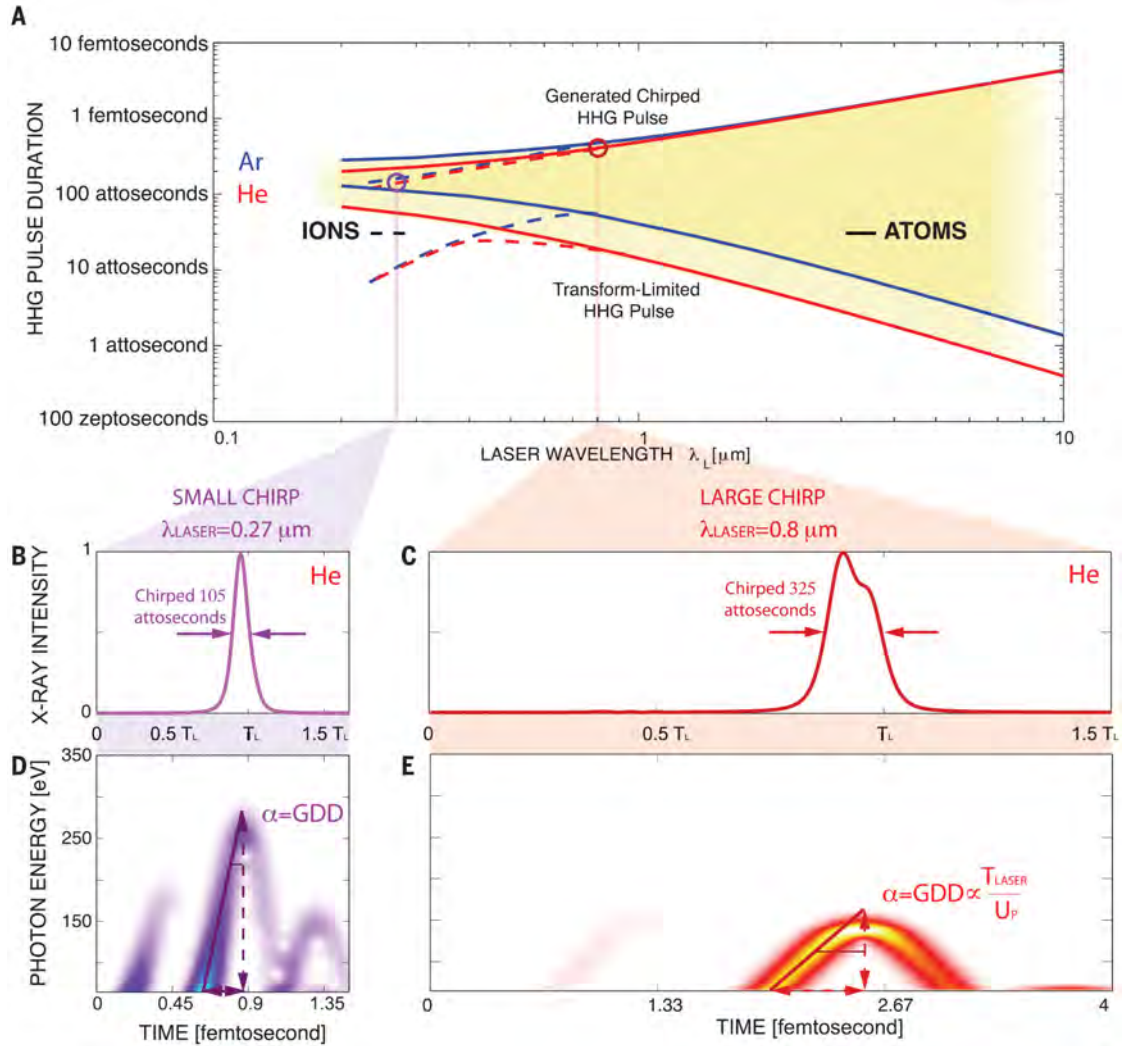 A
HHG PULSE DURATION
10 femtoseconds
1 femtosecond
100 attoseconds
10 attoseconds
1 attosecond
100 zeptoseconds
Generated Chirped
HHG Pulse
Ar
He
IONS
ATOMS
Transform-Limited
HHG Pulse
0.1
1
10
LASER WAVELENGTH λL[μm]
SMALL CHIRP
λLASER=0.27 μm
LARGE CHIRP
λLASER=0.8 μm
B
X-RAY INTENSITY
1
0
He
Chirped 105
attoseconds
0
0.5 TL
TL
1.5 TL
C
He
Chirped 325
attoseconds
0
0.5 TL
TL
1.5 TL
D
PHOTON ENERGY [eV]
350
250
150
α=GDD
0
0.45
0.9
1.35
TIME [femtosecond]
E
α=GDD∝TLASER/UP
0
1.33
2.67
4
TIME [femtosecond]